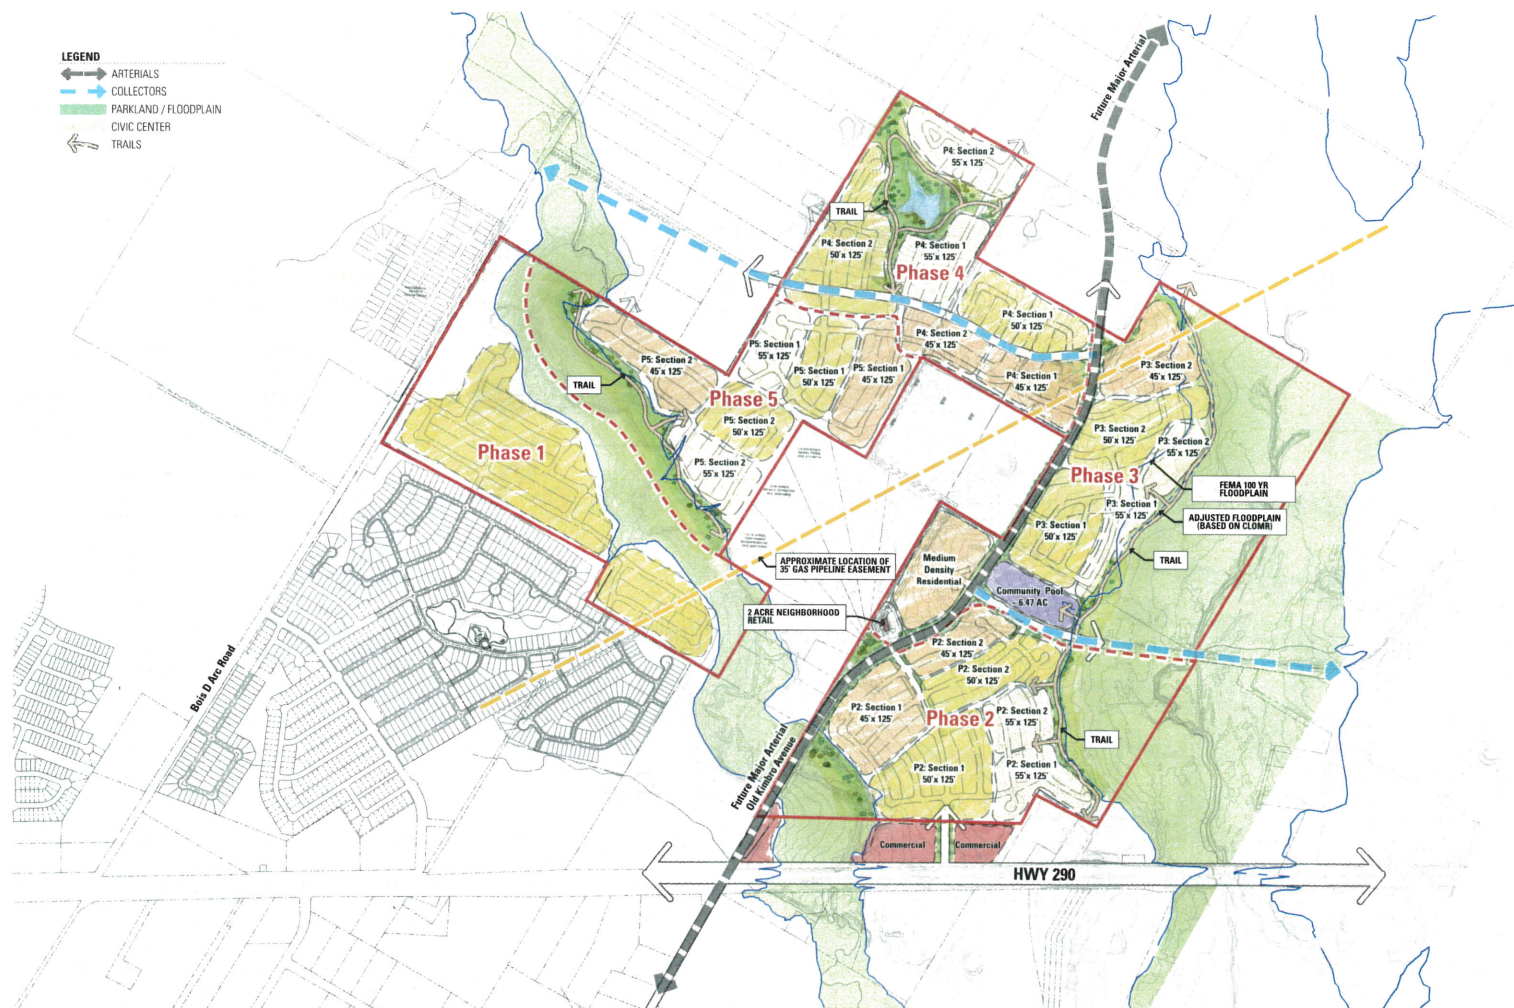 LEGEND
ARTERIALS
COLLECTORS
PARKLAND / FLOODPLAIN
CIVIC CENTER
TRAILS
Future Major Arterial
P4: Section 2
55'x 125'
TRAIL
P4: Section 2
50'x 125'
P4: Section 1
55'x 125'
Phase 4
P4: Section 1
50'x 125'
P4: Section 2
45'x 125'
P4: Section 1
45'x 125'
P5: Section 1
55'x 125'
P5: Section 1
50'x 125'
P5: Section 1
45'x 125'
P5: Section 2
45'x 125'
TRAIL
Phase 5
P5: Section 2
50'x 125'
P5: Section 2
55'x 125'
Phase 1
P3: Section 2
45'x 125'
P3: Section 2
50'x 125'
P3: Section 2
55'x 125'
Phase 3
P3: Section 1
55'x 125'
P3: Section 1
50'x 125'
FEMA 100 YR
FLOODPLAIN
ADJUSTED FLOODPLAIN
(BASED ON CLOMR)
TRAIL
APPROXIMATE LOCATION OF
35' GAS PIPELINE EASEMENT
Medium
Density
Residential
Community Pool
~ 6.47 AC
2 ACRE NEIGHBORHOOD
RETAIL
P2: Section 2
45'x 125'
P2: Section 2
50'x 125'
P2: Section 1
45'x 125'
Phase 2
P2: Section 2
55'x 125'
TRAIL
P2: Section 1
50'x 125'
P2: Section 1
55'x 125'
Bois D Arc Road
Future Major Arterial
Old Kimbro Avenue
Commercial
Commercial
HWY 290